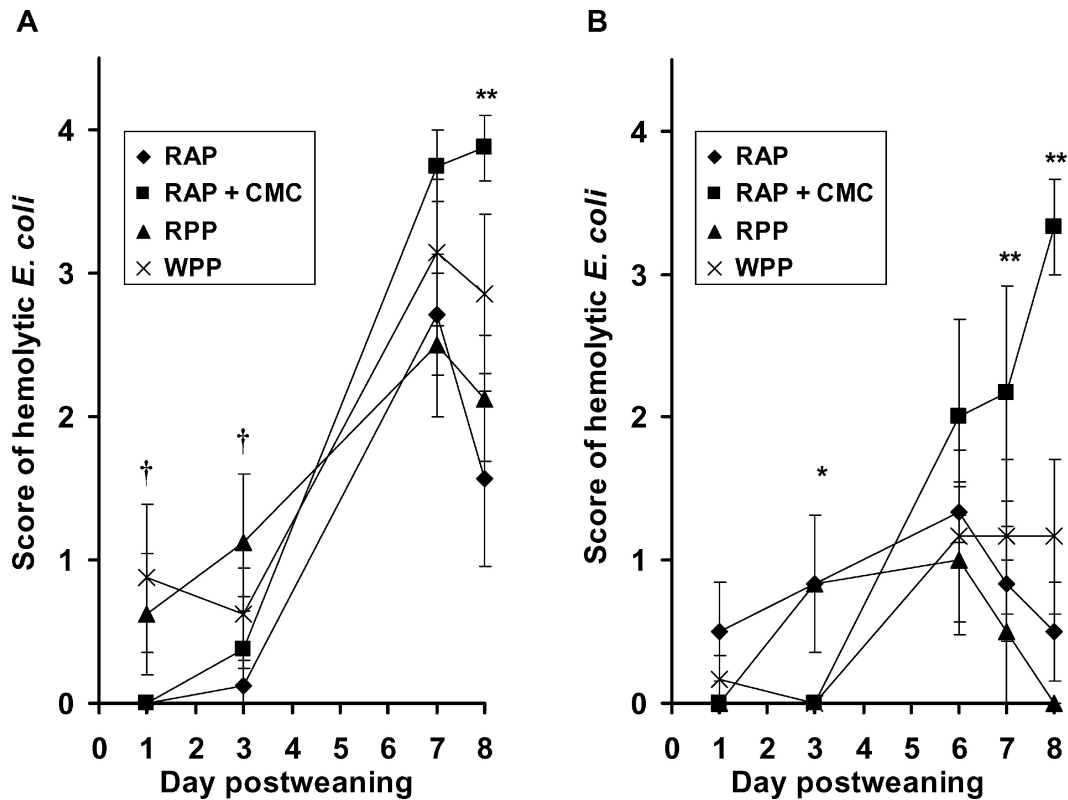 A
Score of hemolytic E. coli
4
3
2
1
0
RAP
RAP + CMC
RPP
WPP
†
†
**
0 1 2 3 4 5 6 7 8
Day postweaning
B
Score of hemolytic E. coli
4
3
2
1
0
RAP
RAP + CMC
RPP
WPP
*
**
**
0 1 2 3 4 5 6 7 8
Day postweaning